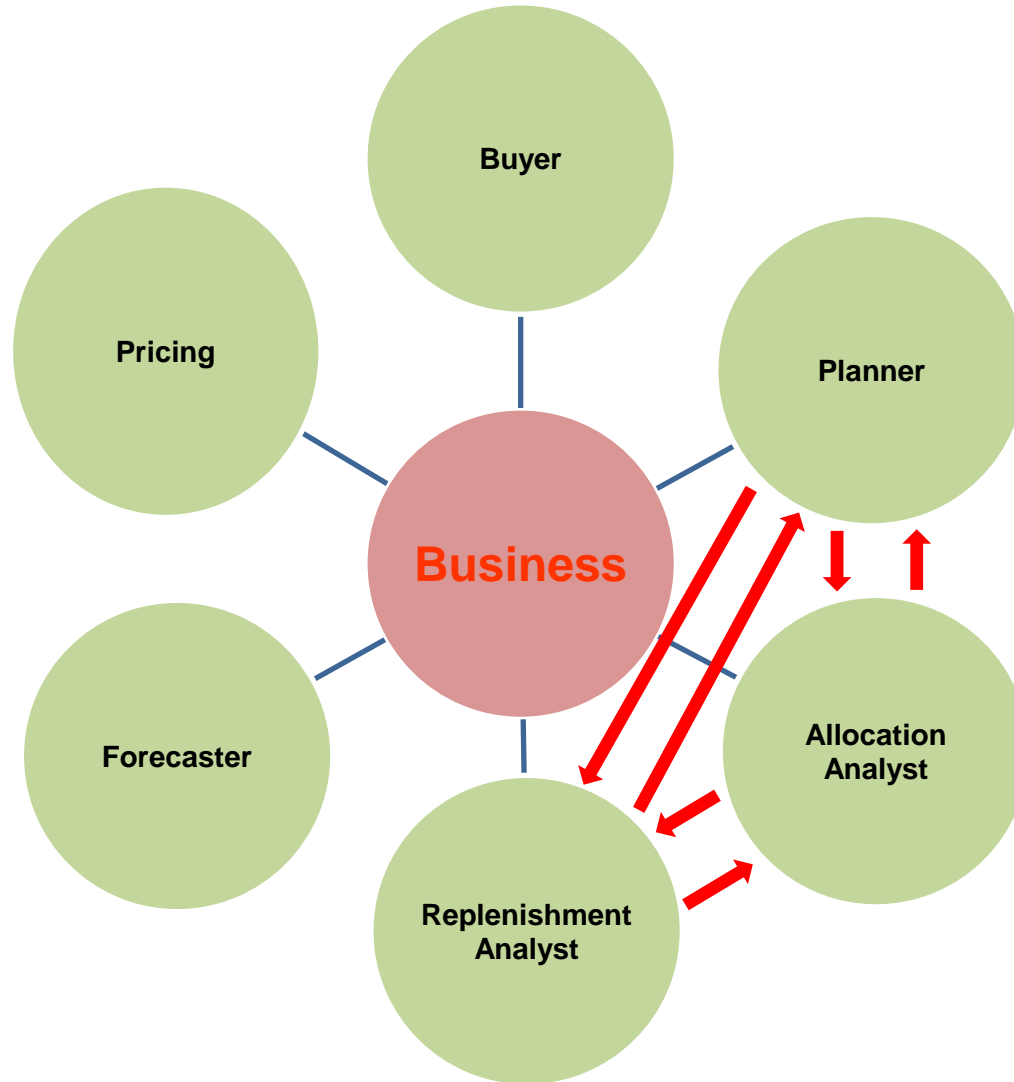 Buyer
Pricing
Planner
Business
Forecaster
Allocation
Analyst
Replenishment
Analyst